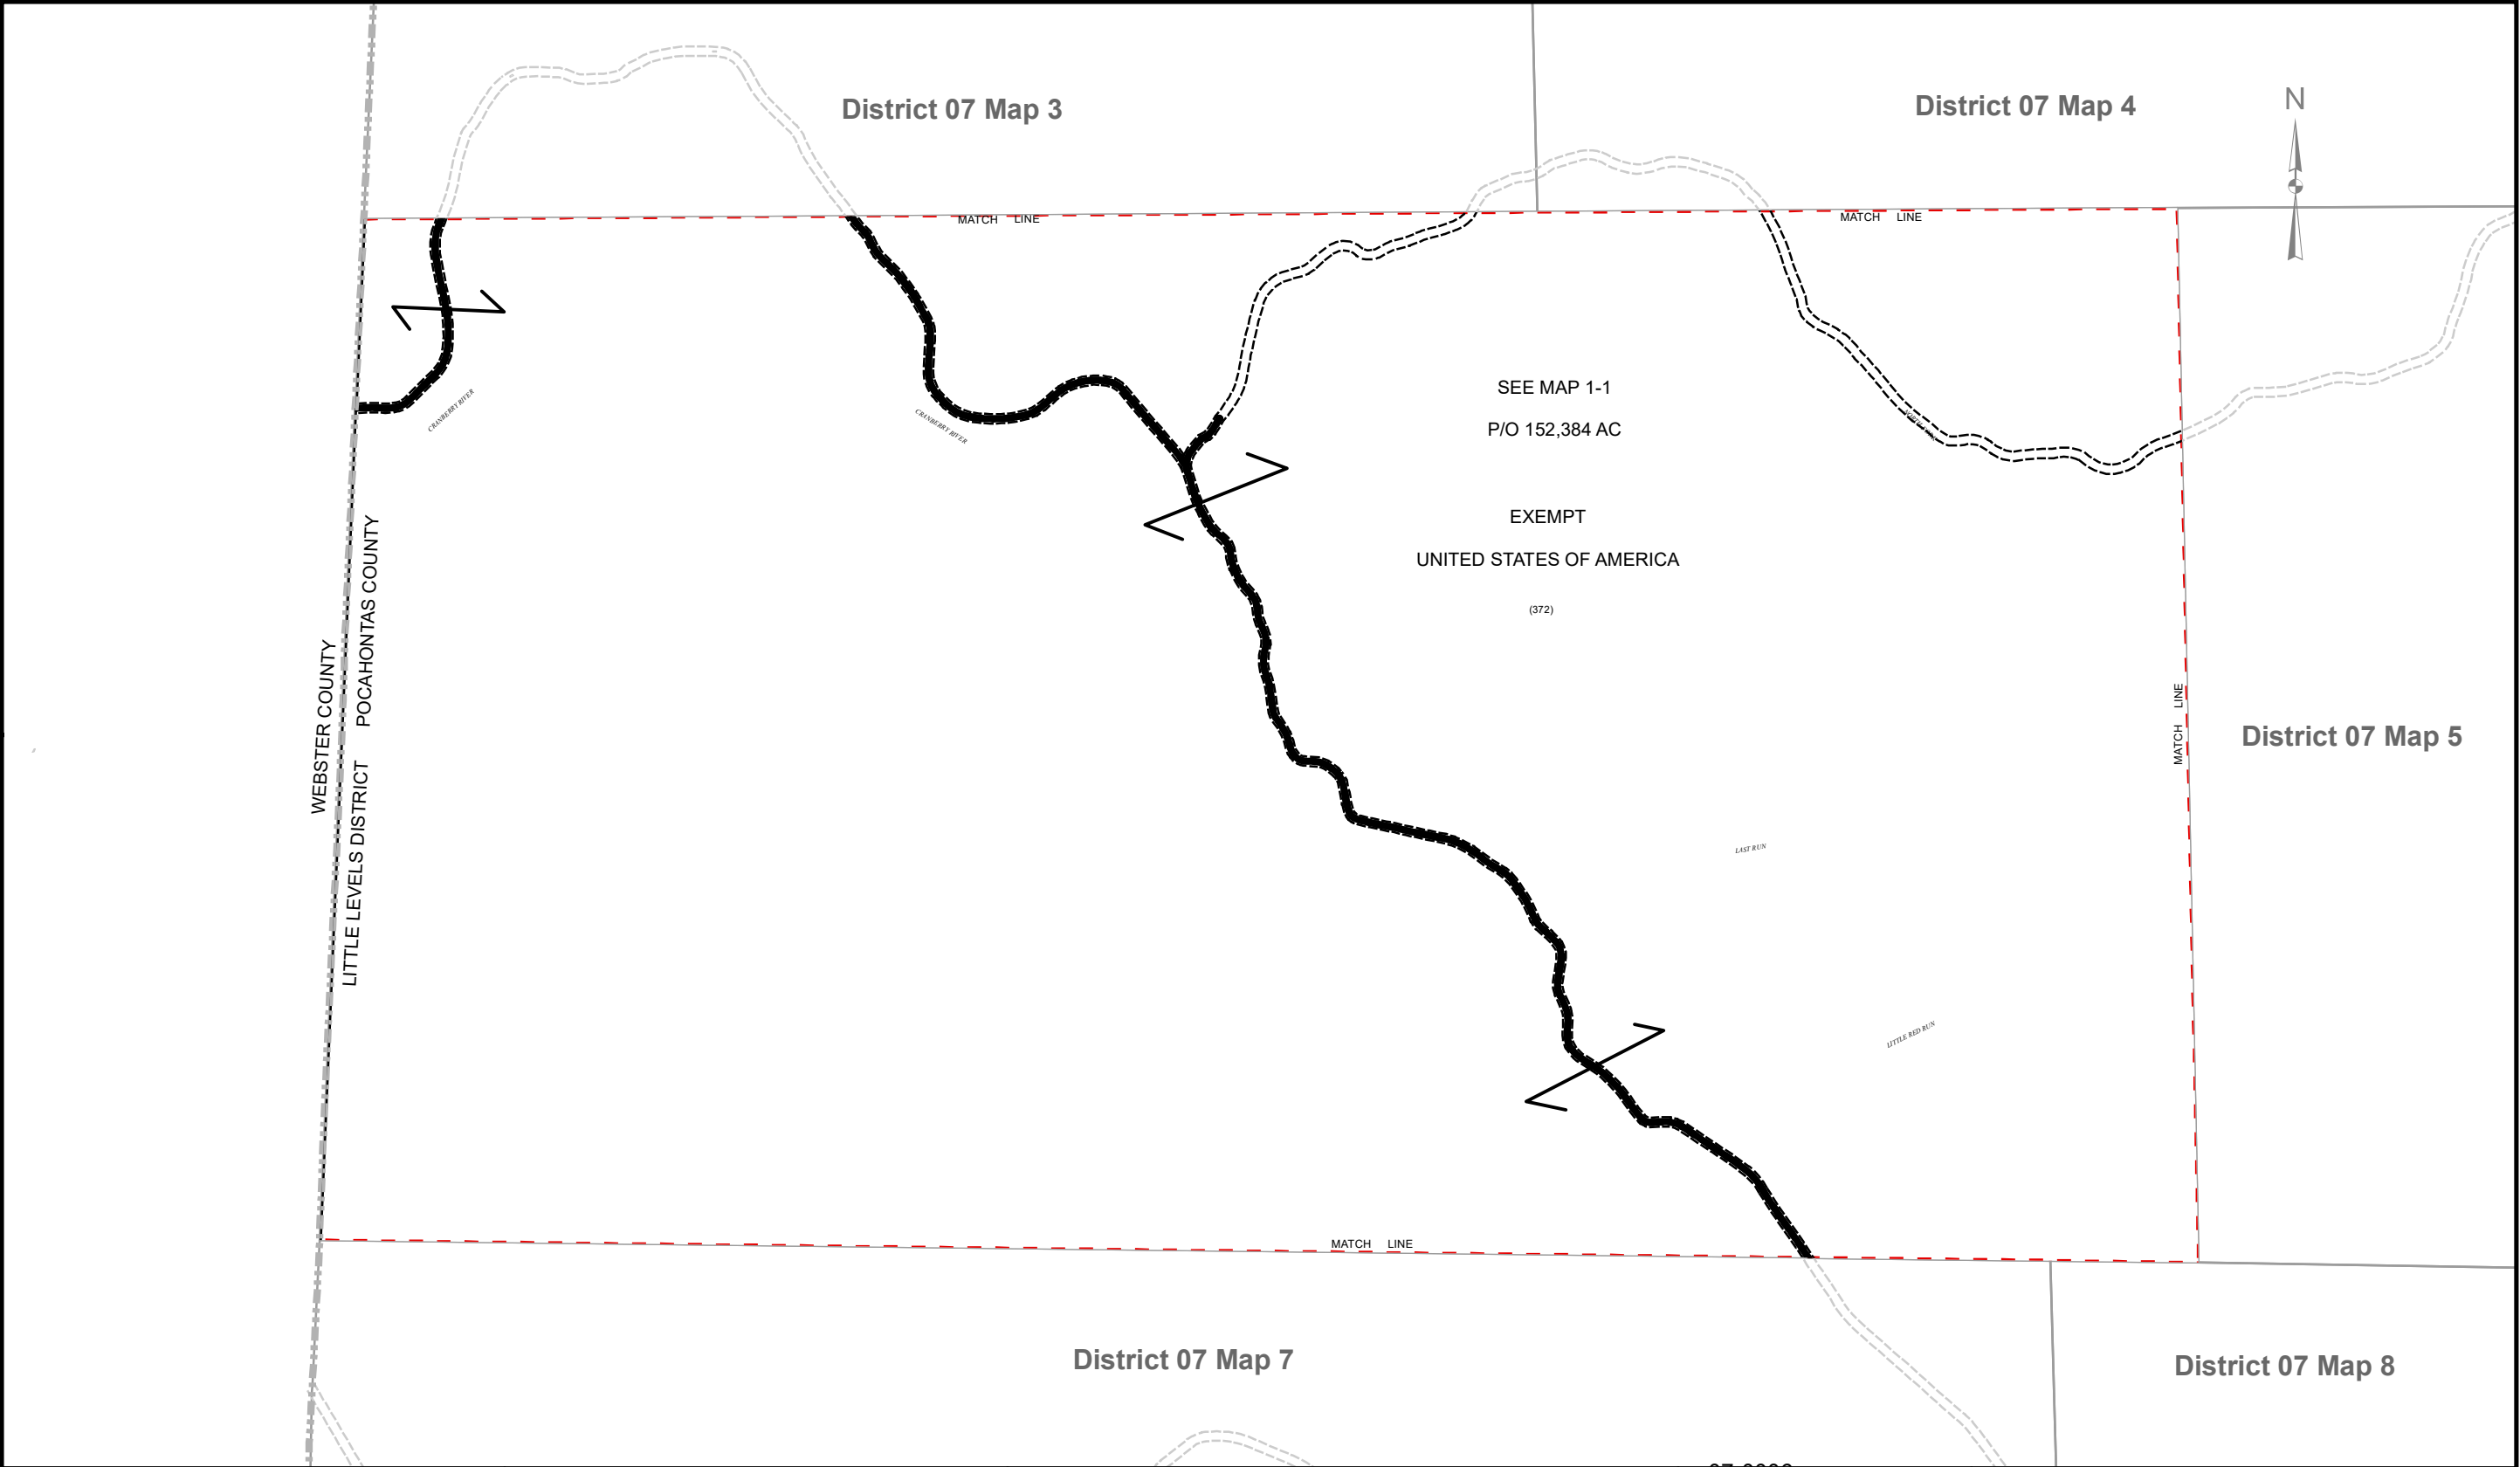 District 07 Map 3
District 07 Map 4
N
MATCH LINE
MATCH LINE
CRANBERRY RIVER
CRANBERRY RIVER
SEE MAP 1-1
P/O 152,384 AC
EXEMPT
UNITED STATES OF AMERICA
(372)
WEBSTER COUNTY
POCAHONTAS COUNTY
LITTLE LEVELS DISTRICT
MATCH LINE
District 07 Map 5
LAST RUN
LITTLE RED RUN
MATCH LINE
District 07 Map 7
District 07 Map 8